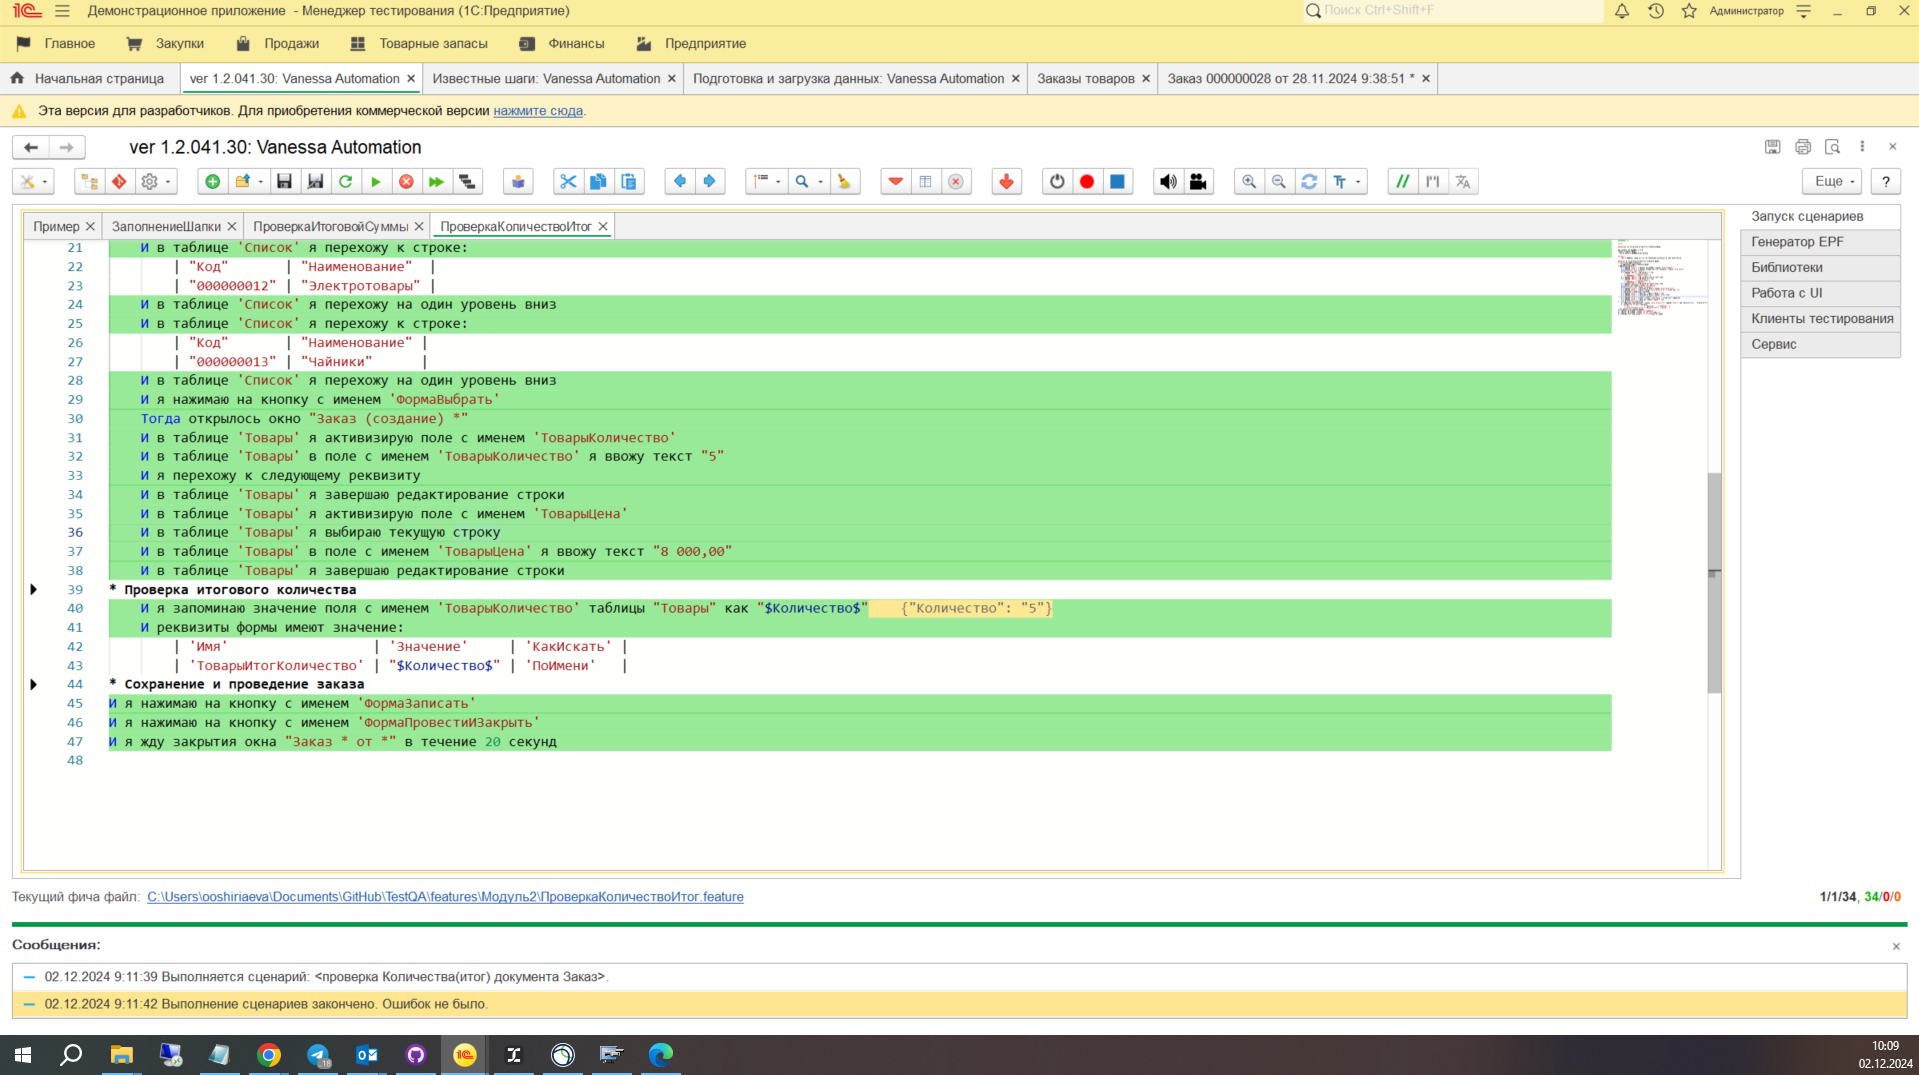 Демонстрационное приложение - Менеджер тестирования (1С:Предприятие)
Поиск Ctrl+Shift+F
Администратор
Главное Закупки Продажи Товарные запасы Финансы Предприятие
Начальная страница
ver 1.2.041.30: Vanessa Automation ×
Известные шаги: Vanessa Automation ×
Подготовка и загрузка данных: Vanessa Automation ×
Заказы товаров ×
Заказ 000000028 от 28.11.2024 9:38:51 * ×
Эта версия для разработчиков. Для приобретения коммерческой версии нажмите сюда.
ver 1.2.041.30: Vanessa Automation
Еще
?
Пример ЗаполнениеШапки ПроверкаИтоговойСуммы ПроверкаКоличествоИтог
21 И в таблице 'Список' я перехожу к строке:
22 | "Код" | "Наименование" |
23 | "000000012" | "Электротовары" |
24 И в таблице 'Список' я перехожу на один уровень вниз
25 И в таблице 'Список' я перехожу к строке:
26 | "Код" | "Наименование" |
27 | "000000013" | "Чайники" |
28 И в таблице 'Список' я перехожу на один уровень вниз
29 И я нажимаю на кнопку с именем 'ФормаВыбрать'
30 Тогда открылось окно "Заказ (создание) *"
31 И в таблице 'Товары' я активизирую поле с именем 'ТоварыКоличество'
32 И в таблице 'Товары' в поле с именем 'ТоварыКоличество' я ввожу текст "5"
33 И я перехожу к следующему реквизиту
34 И в таблице 'Товары' я завершаю редактирование строки
35 И в таблице 'Товары' я активизирую поле с именем 'ТоварыЦена'
36 И в таблице 'Товары' я выбираю текущую строку
37 И в таблице 'Товары' в поле с именем 'ТоварыЦена' я ввожу текст "8 000,00"
38 И в таблице 'Товары' я завершаю редактирование строки
39 * Проверка итогового количества
40 И я запоминаю значение поля с именем 'ТоварыКоличество' таблицы "Товары" как "$Количество$" {"Количество": "5"}
41 И реквизиты формы имеют значение:
42 | 'Имя' | 'Значение' | 'КакИскать' |
43 | 'ТоварыИтогКоличество' | "$Количество$" | 'ПоИмени' |
44 * Сохранение и проведение заказа
45 И я нажимаю на кнопку с именем 'ФормаЗаписать'
46 И я нажимаю на кнопку с именем 'ФормаПровестиИЗакрыть'
47 И я жду закрытия окна "Заказ * от *" в течение 20 секунд
48
Запуск сценариев
Генератор EPF
Библиотеки
Работа с UI
Клиенты тестирования
Сервис
Текущий фича файл: C:\Users\ooshiriaeva\Documents\GitHub\TestQA\features\Модуль2\ПроверкаКоличествоИтог.feature
1/1/34, 34/0/0
Сообщения:
02.12.2024 9:11:39 Выполняется сценарий: <проверка Количества(итог) документа Заказ>.
02.12.2024 9:11:42 Выполнение сценариев закончено. Ошибок не было.
10:09
02.12.2024